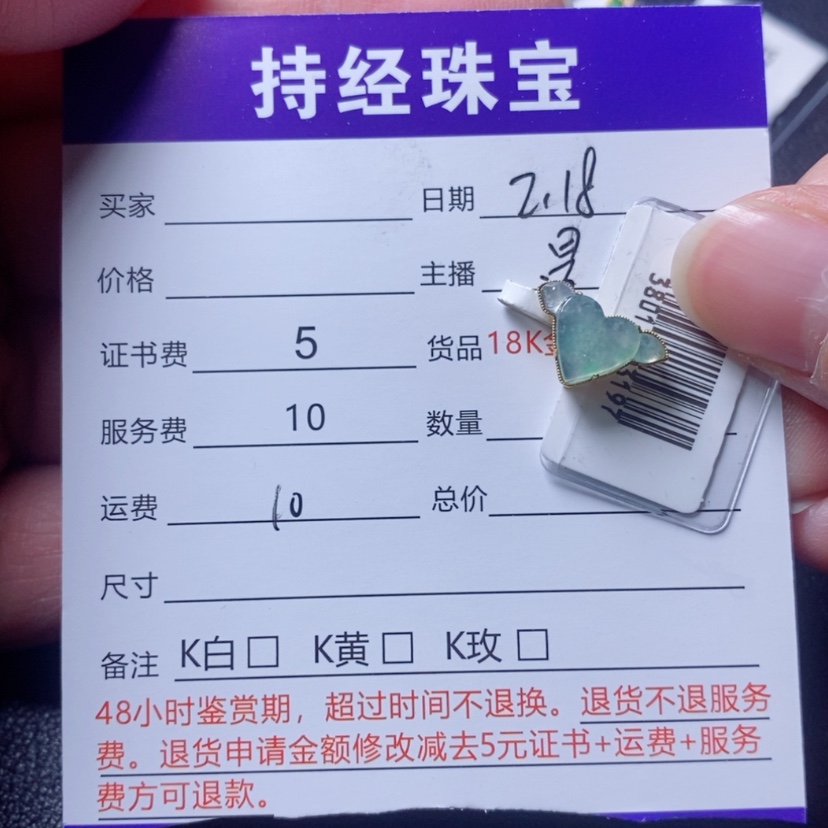 持经珠宝
买家 日期 2.18
价格 主播
证书费 5 货品 18K
服务费 10 数量
运费 10 总价
尺寸
备注 K白□ K黄□ K玫□
48小时鉴赏期，超过时间不退换。退货不退服务
费。退货申请金额修改减去5元证书+运费+服务
费方可退款。